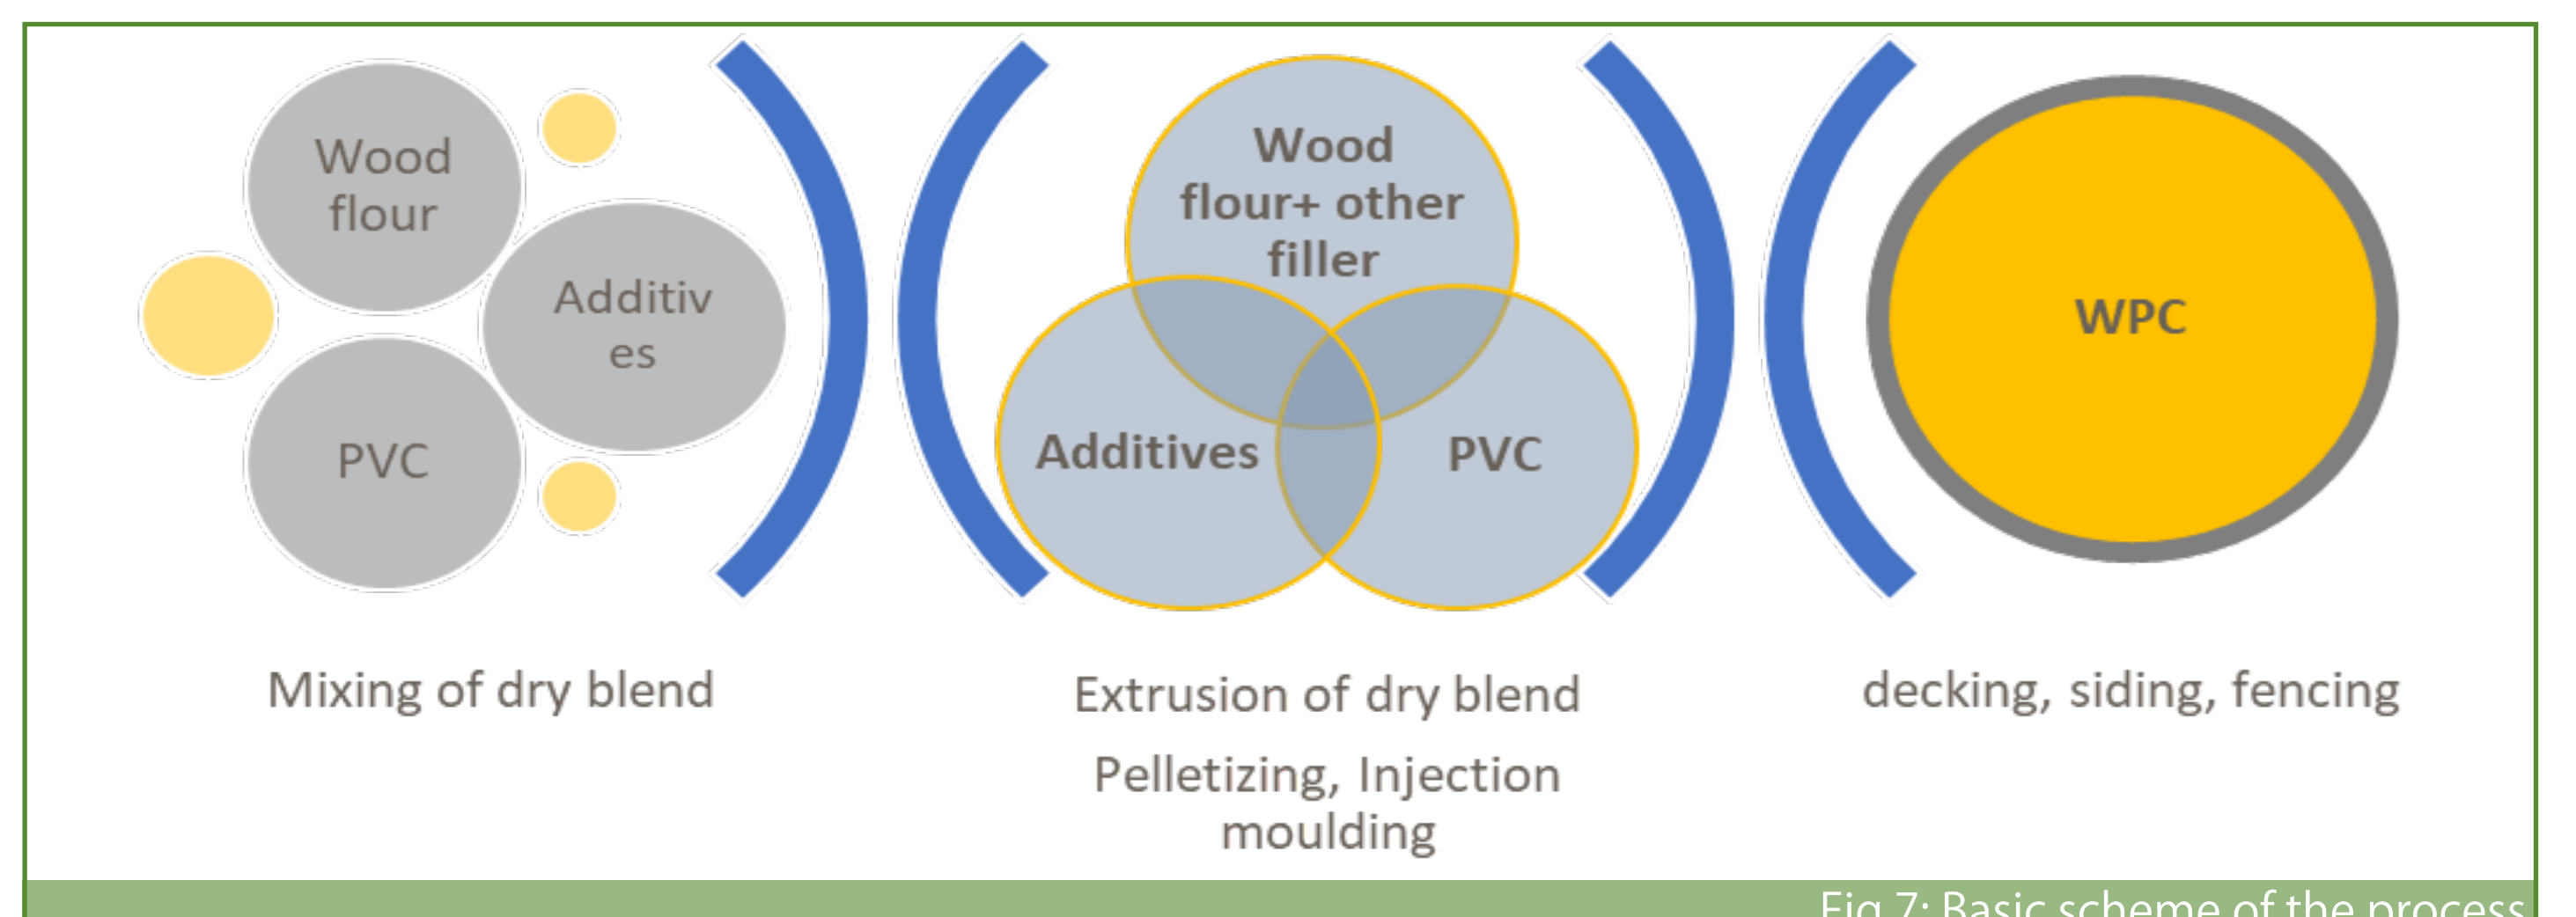 Wood
flour
Additiv
es
PVC
Mixing of dry blend
Wood
flour+ other
filler
Additives
PVC
Extrusion of dry blend
Pelletizing, Injection
moulding
WPC
decking, siding, fencing
Fig 7: Basic scheme of the process